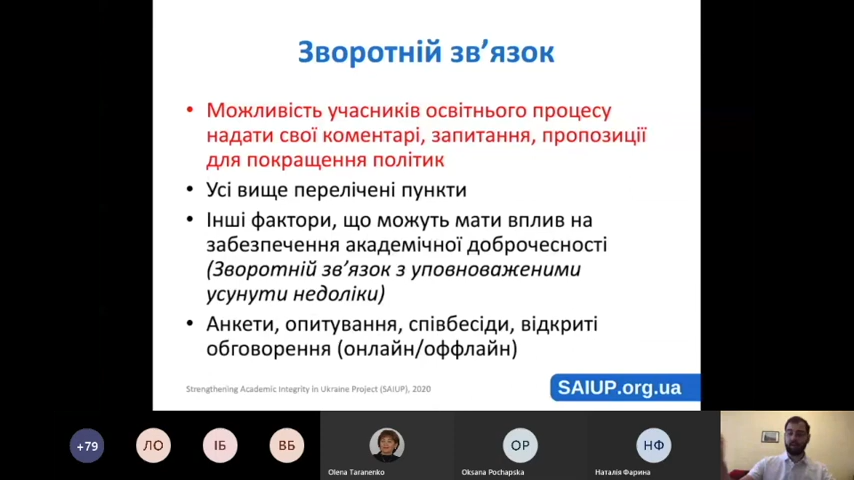 Зворотній зв’язок
• Можливість учасників освітнього процесу
надати свої коментарі, запитання, пропозиції
для покращення політик
• Усі вище перелічені пункти
• Інші фактори, що можуть мати вплив на
забезпечення академічної доброчесності
(Зворотній зв’язок з уповноваженими
усунути недоліки)
• Анкети, опитування, співбесіди, відкриті
обговорення (онлайн/оффлайн)
Strengthening Academic Integrity in Ukraine Project (SAIUP), 2020
SAIUP.org.ua
+79
ЛО
ІБ
ВБ
OP
НФ
Olena Taranenko
Oksana Pochapska
Наталія Фарина